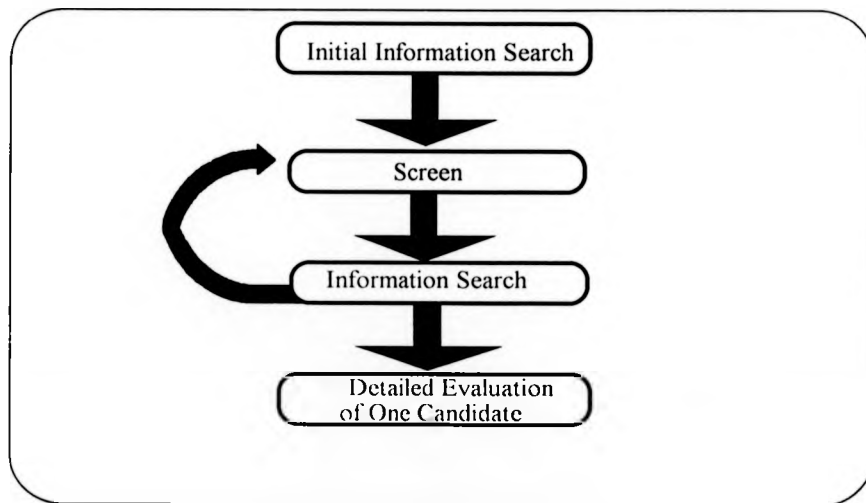 Initial Information Search
Screen
Information Search
Detailed Evaluation
of One Candidate